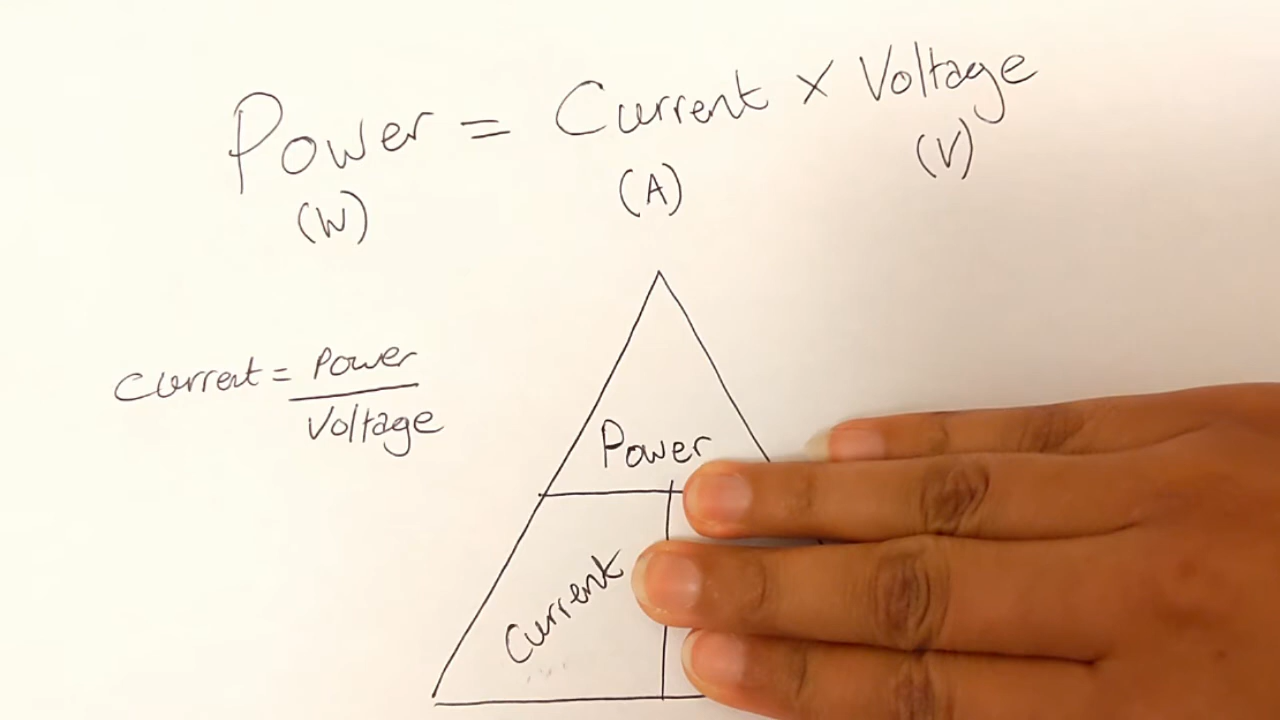 Power = Current × Voltage
(W) (A) (V)
Current = Power
Voltage
Power
Current